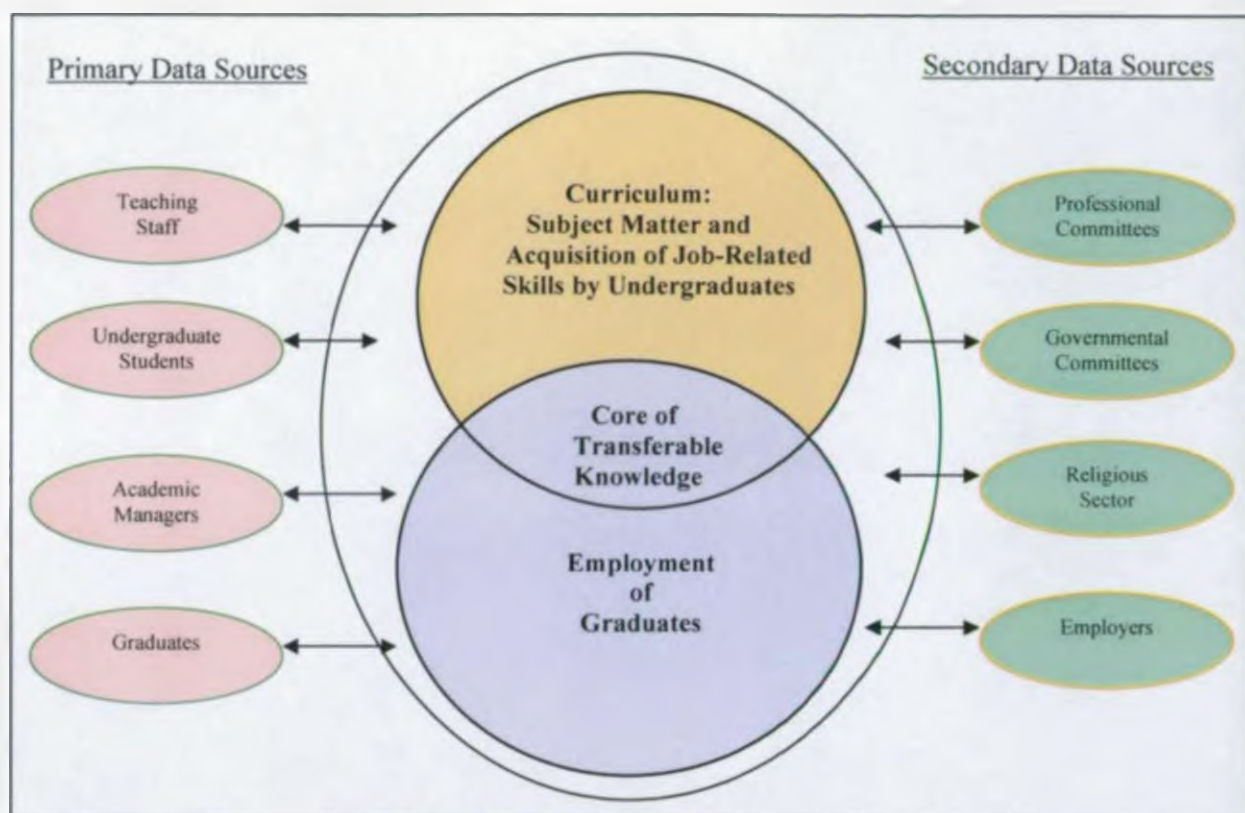 Primary Data Sources
Teaching
Staff
Undergraduate
Students
Academic
Managers
Graduates
Curriculum:
Subject Matter and
Acquisition of Job-Related
Skills by Undergraduates
Core of
Transferable
Knowledge
Employment
of
Graduates
Secondary Data Sources
Professional
Committees
Governmental
Committees
Religious
Sector
Employers